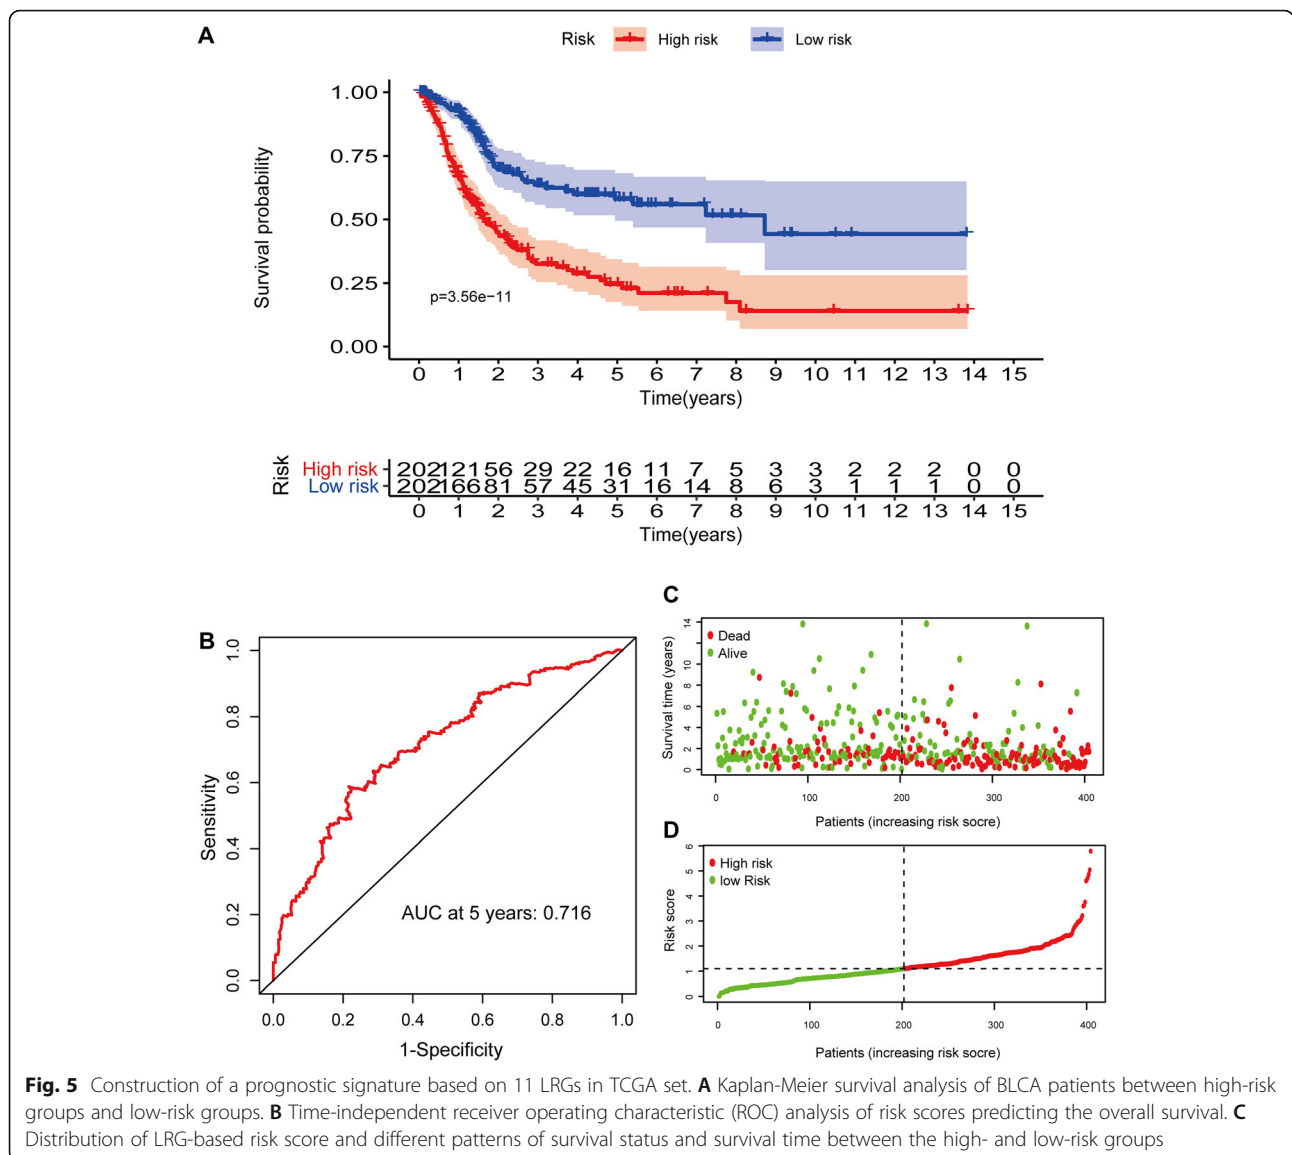 A
Risk High risk Low risk
Survival probability
1.00
0.75
0.50
0.25
0.00
p=3.56e−11
0 1 2 3 4 5 6 7 8 9 10 11 12 13 14 15
Time(years)
Risk
High risk 202 121 56 29 22 16 11 7 5 3 3 2 2 2 0 0
Low risk 202 166 81 57 45 31 16 14 8 6 3 1 1 1 0 0
0 1 2 3 4 5 6 7 8 9 10 11 12 13 14 15
Time(years)
B
Sensitivity
1.0
0.8
0.6
0.4
0.2
0.0
AUC at 5 years: 0.716
0.0 0.2 0.4 0.6 0.8 1.0
1-Specificity
C
Survival time (years)
14
10
8
6
4
2
0
Dead
Alive
0 100 200 300 400
Patients (increasing risk socre)
D
Risk score
6
5
4
3
2
1
0
High risk
low Risk
0 100 200 300 400
Patients (increasing risk socre)
Fig. 5 Construction of a prognostic signature based on 11 LRGs in TCGA set. A Kaplan-Meier survival analysis of BLCA patients between high-risk
groups and low-risk groups. B Time-independent receiver operating characteristic (ROC) analysis of risk scores predicting the overall survival. C
Distribution of LRG-based risk score and different patterns of survival status and survival time between the high- and low-risk groups